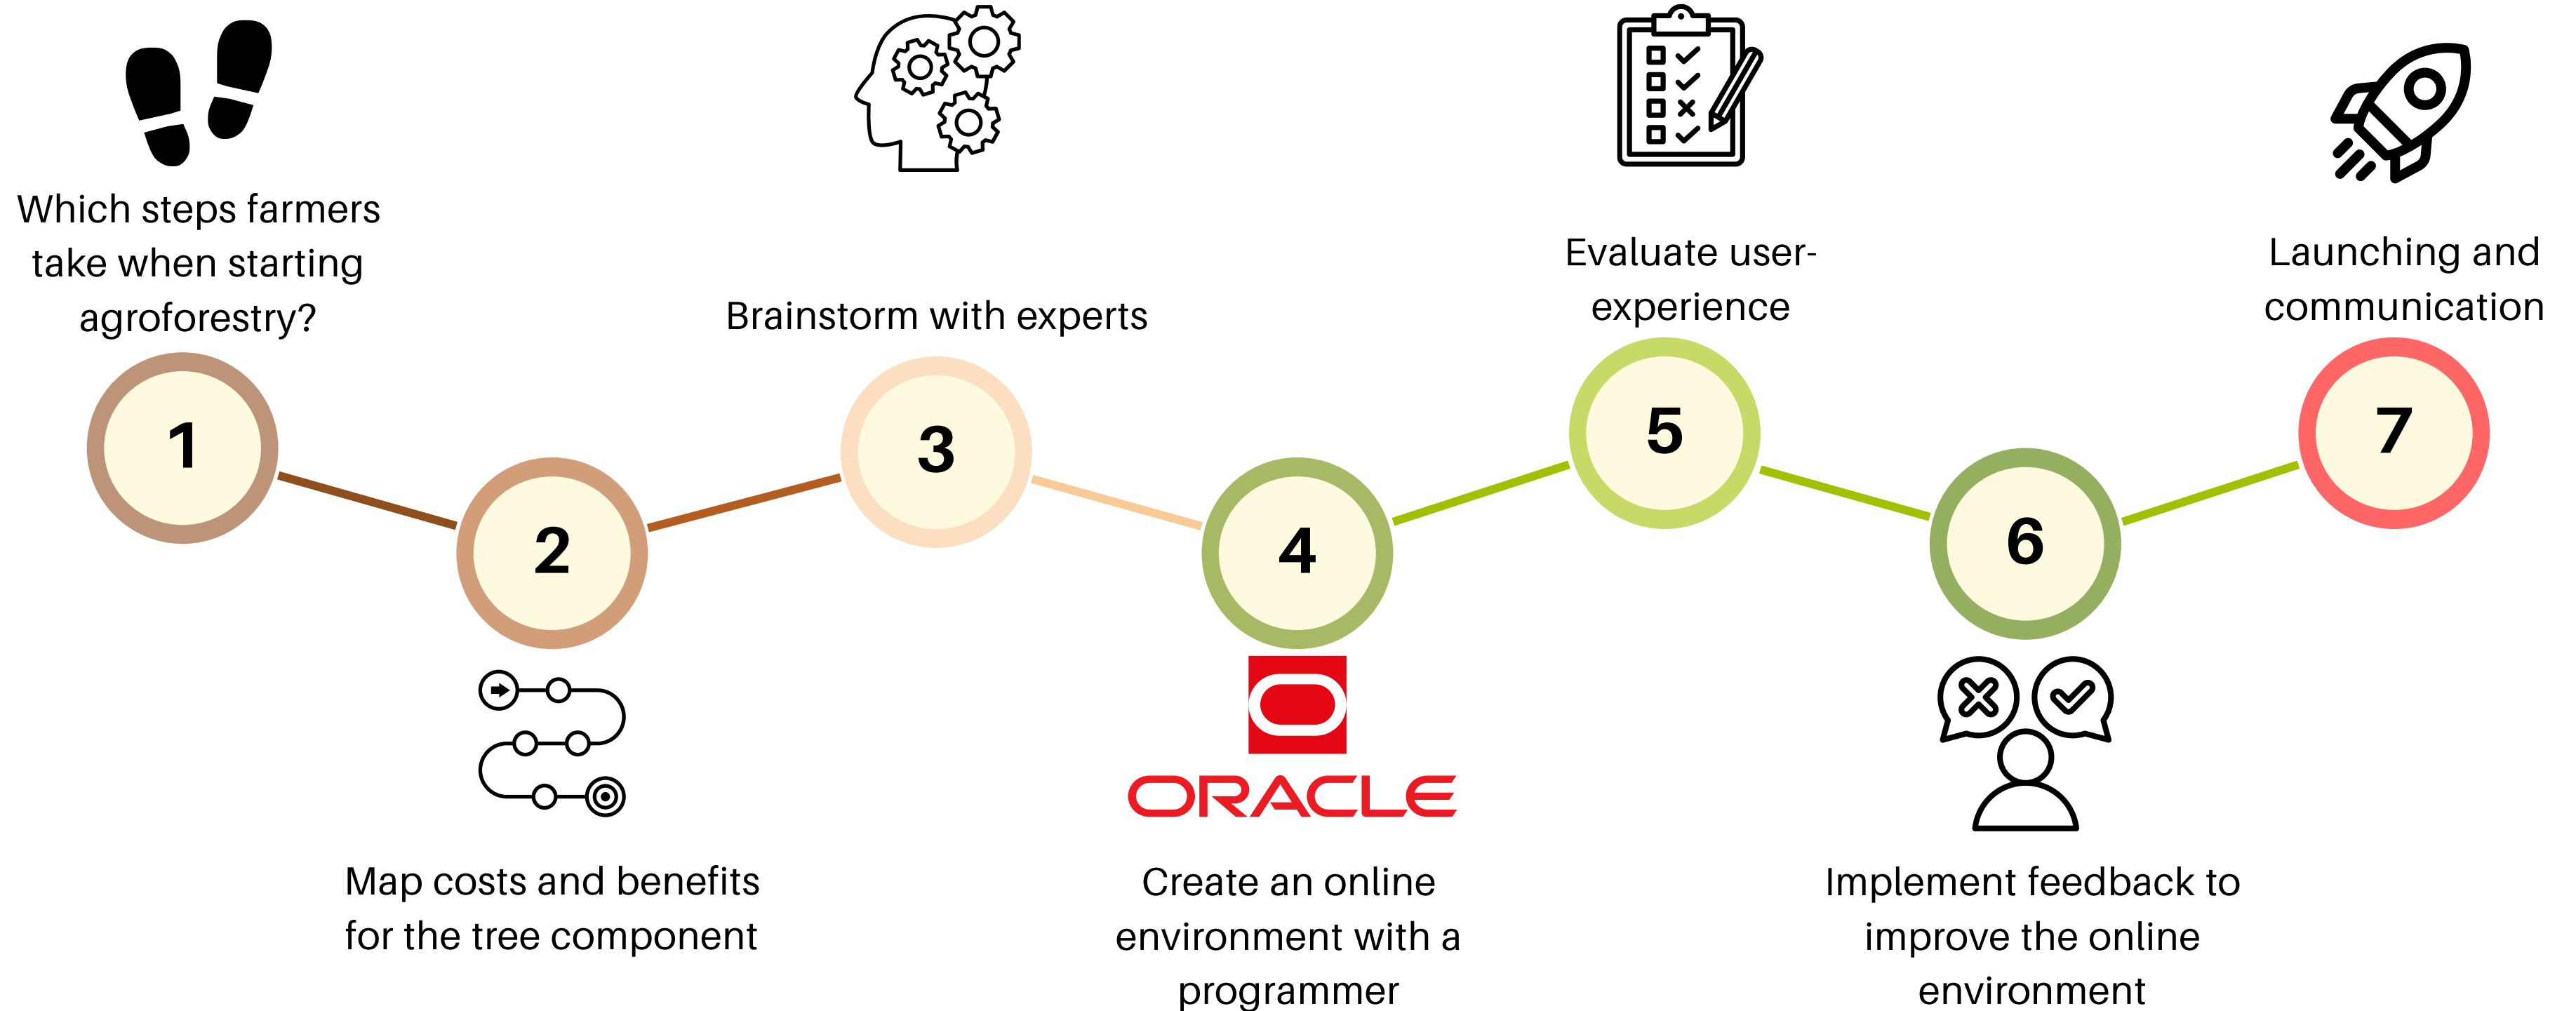 Which steps farmers
take when starting
agroforestry?
1
Map costs and benefits
for the tree component
2
Brainstorm with experts
3
ORACLE
Create an online
environment with a
programmer
4
Evaluate user-
experience
5
Implement feedback to
improve the online
environment
6
Launching and
communication
7